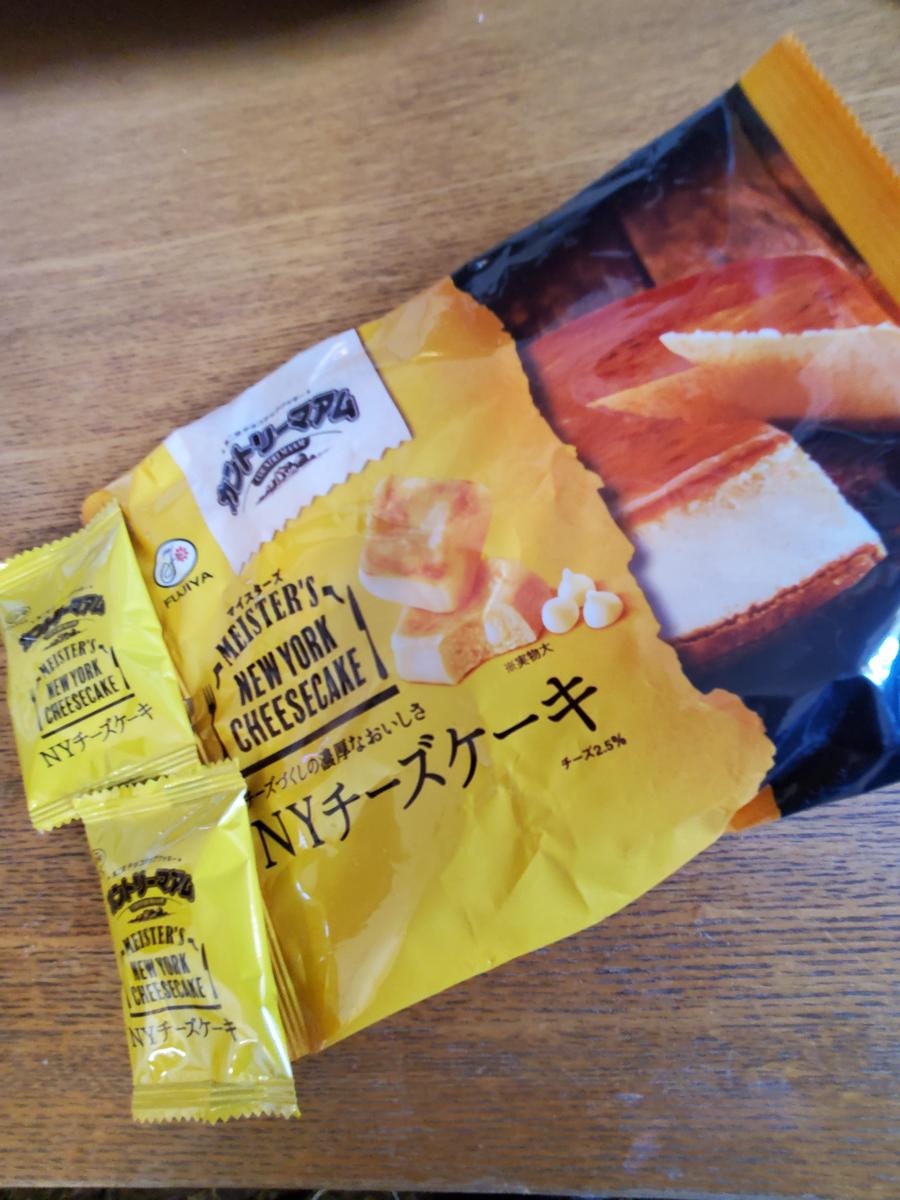 カントリーマアム
COUNTRY MA'AM
FUJIYA
マイスターズ
MEISTER'S
NEW YORK
CHEESECAKE
チーズづくしの濃厚なおいしさ
NYチーズケーキ
※実物大
チーズ2.5%
カントリーマアム
MEISTER'S
NEW YORK
CHEESECAKE
NYチーズケーキ
カントリーマアム
MEISTER'S
NEW YORK
CHEESECAKE
NYチーズケーキ